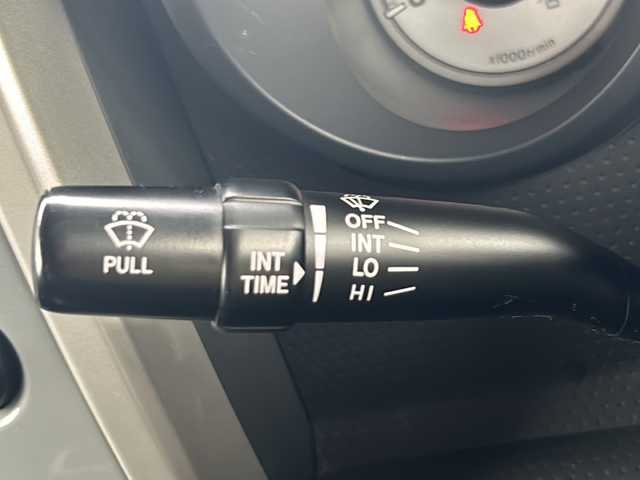 x1000r/min
OFF
INT
LO
HI
INT
TIME
PULL